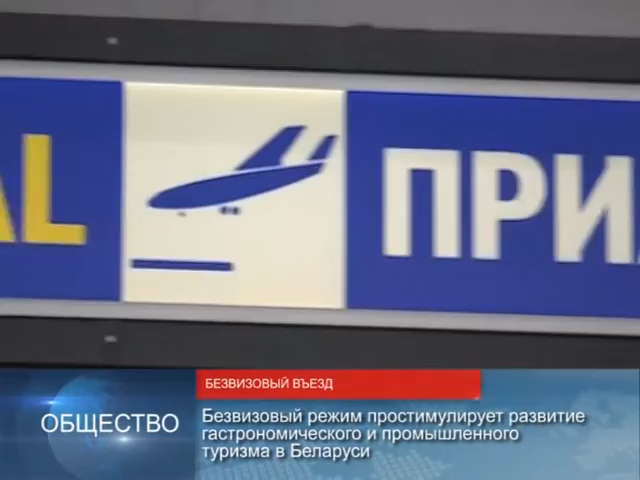 AL
ПРИ
БЕЗВИЗОВЫЙ ВЪЕЗД
ОБЩЕСТВО
Безвизовый режим простимулирует развитие
гастрономического и промышленного
туризма в Беларуси